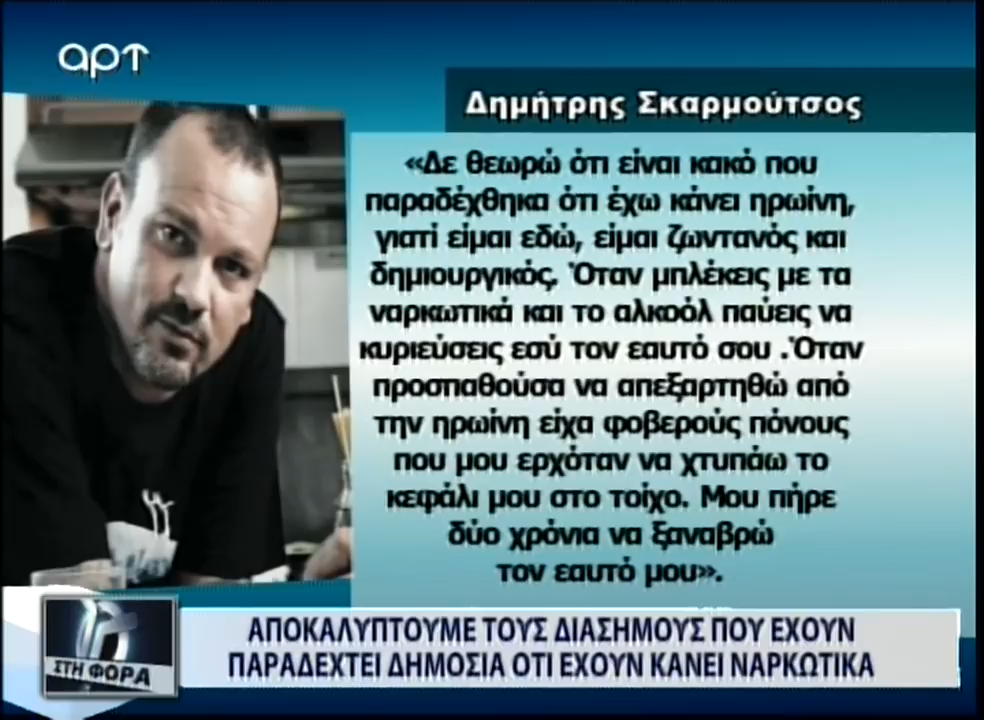 αρτ
Δημήτρης Σκαρμούτσος
«Δε θεωρώ ότι είναι κακό που
παραδέχθηκα ότι έχω κάνει ηρωίνη,
γιατί είμαι εδώ, είμαι ζωντανός και
δημιουργικός. Όταν μπλέκεις με τα
ναρκωτικά και το αλκοόλ παύεις να
κυριεύσεις εσύ τον εαυτό σου .Όταν
προσπαθούσα να απεξαρτηθώ από
την ηρωίνη είχα φοβερούς πόνους
που μου ερχόταν να χτυπάω το
κεφάλι μου στο τοίχο. Μου πήρε
δύο χρόνια να ξαναβρώ
τον εαυτό μου».
ΑΠΟΚΑΛΥΠΤΟΥΜΕ ΤΟΥΣ ΔΙΑΣΗΜΟΥΣ ΠΟΥ ΕΧΟΥΝ
ΠΑΡΑΔΕΧΤΕΙ ΔΗΜΟΣΙΑ ΟΤΙ ΕΧΟΥΝ ΚΑΝΕΙ ΝΑΡΚΩΤΙΚΑ
ΣΤΗ ΦΟΡΑ